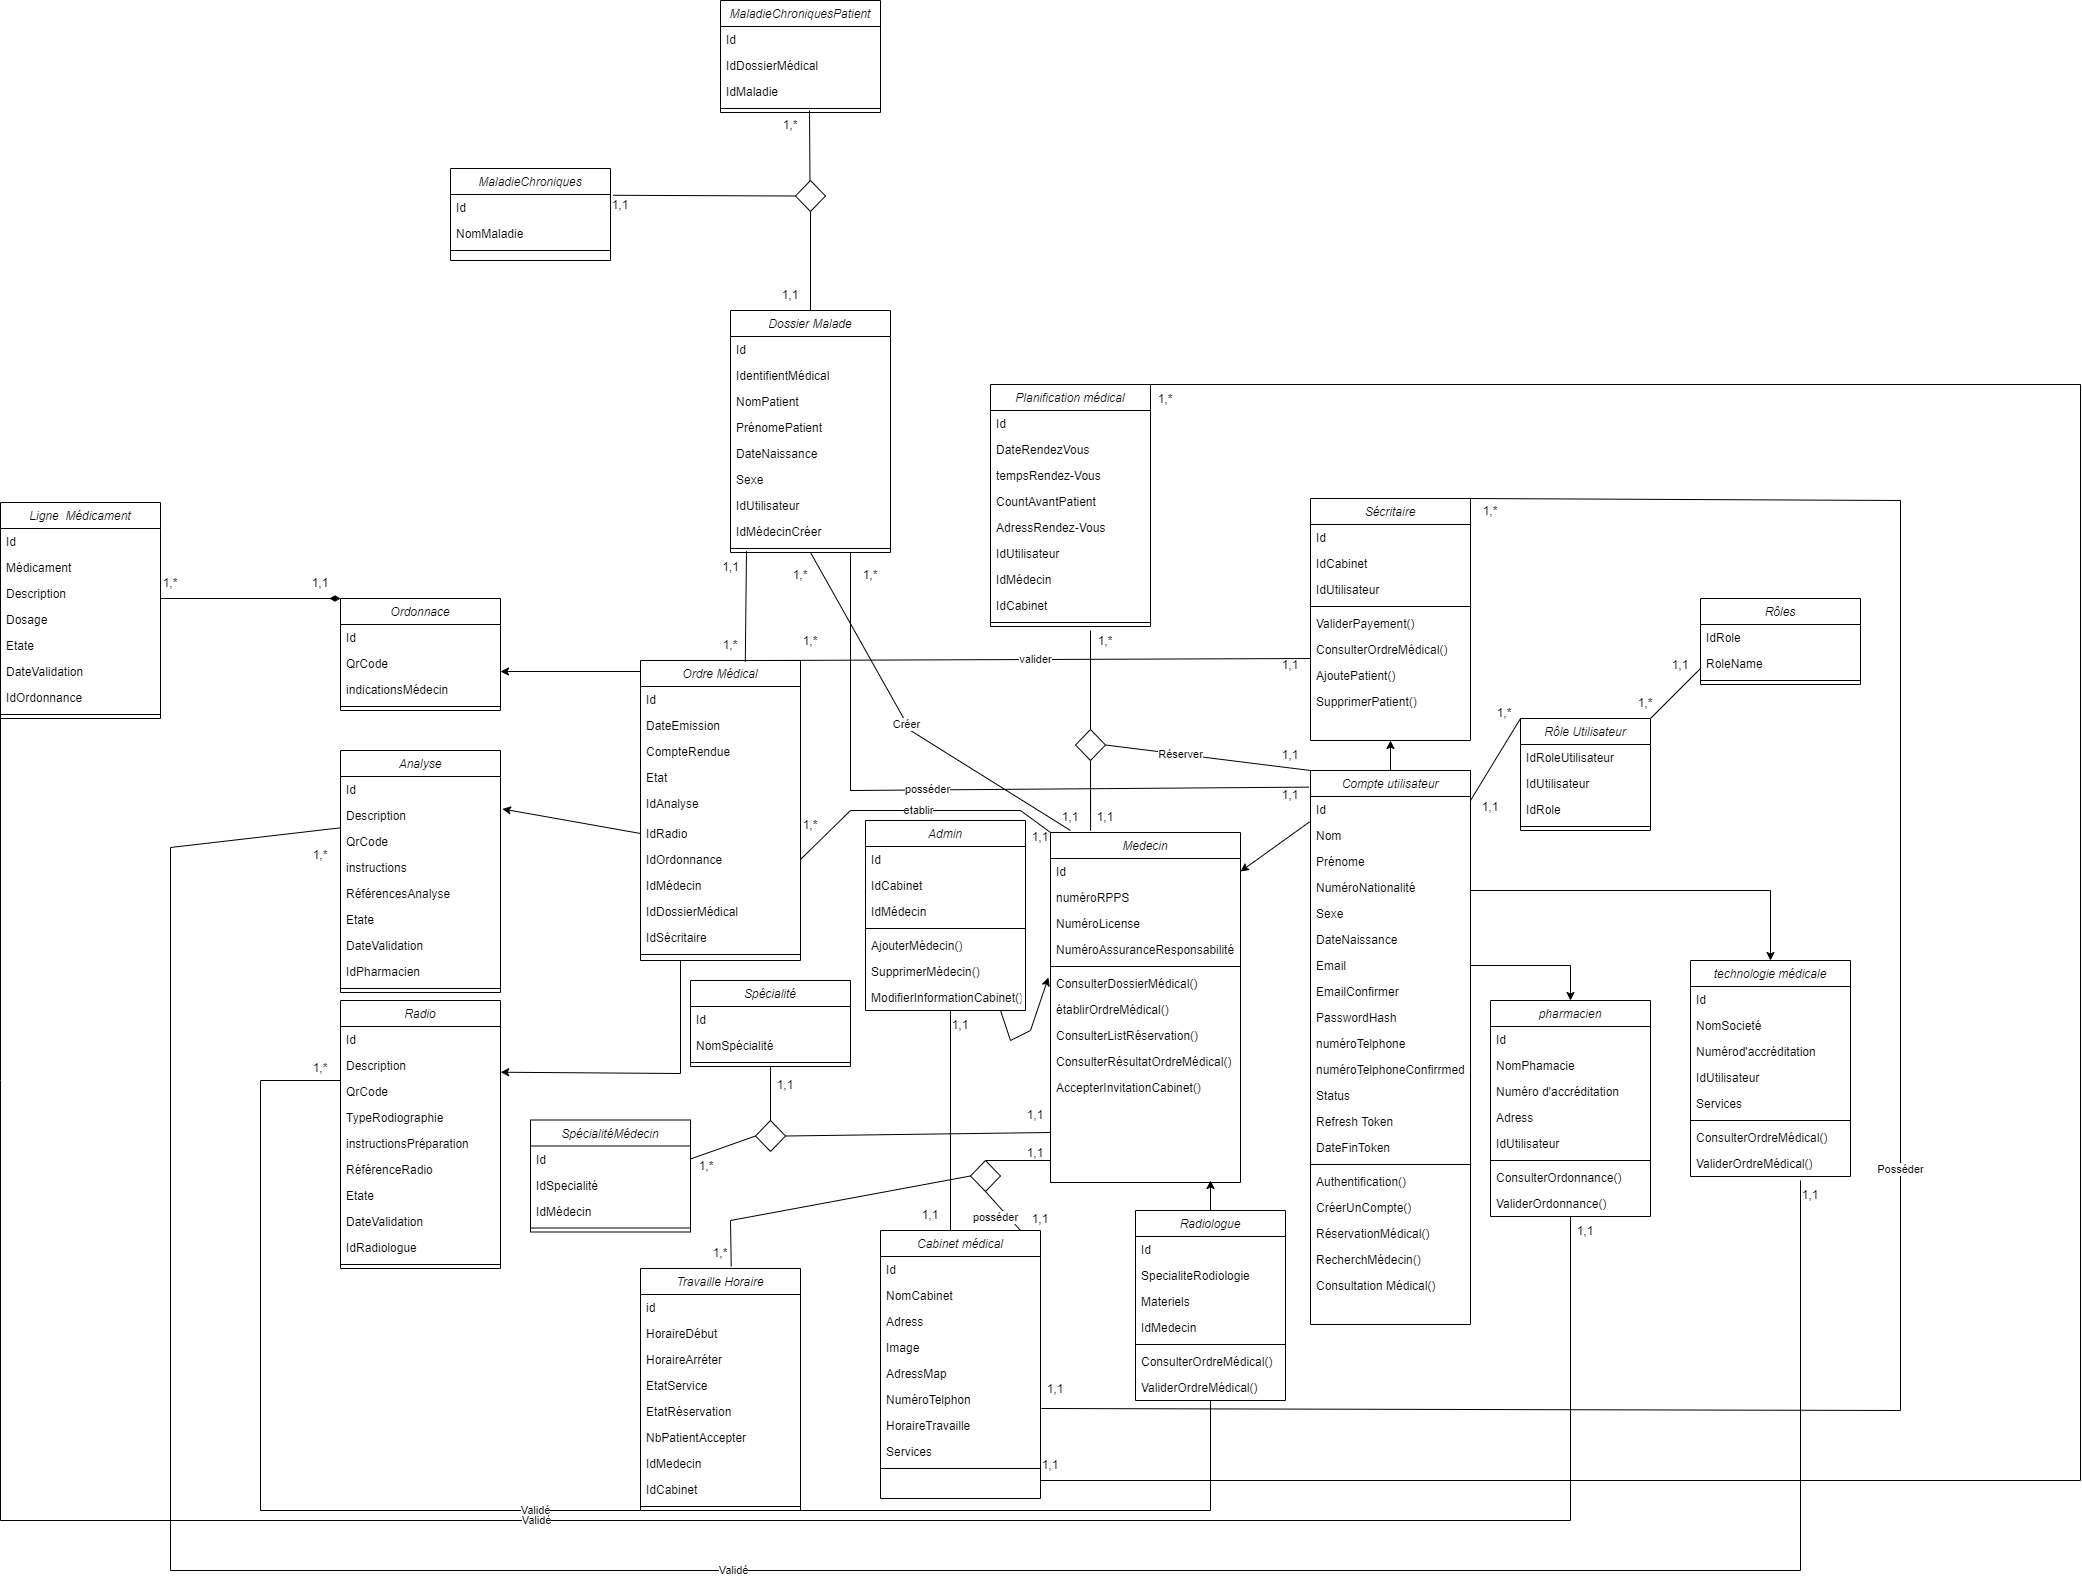 MaladieChroniquesPatient
Id
IdDossierMédical
IdMaladie
1,*
MaladieChroniques
Id
NomMaladie
1,1
1,1
Dossier Malade
Id
IdentifientMédical
NomPatient
PrénomePatient
DateNaissance
Sexe
IdUtilisateur
IdMédecinCréer
1,1
1,*
1,*
Planification médical
Id
DateRendezVous
tempsRendez-Vous
CountAvantPatient
AdressRendez-Vous
IdUtilisateur
IdMédecin
IdCabinet
1,*
1,*
Sécritaire
Id
IdCabinet
IdUtilisateur
ValiderPayement()
ConsulterOrdreMédical()
AjoutePatient()
SupprimerPatient()
1,*
1,1
Ligne  Médicament
Id
Médicament
Description
Dosage
Etate
DateValidation
IdOrdonnance
1,*
1,1
Ordonnace
Id
QrCode
indicationsMédecin
Rôles
IdRole
RoleName
1,1
1,*
Rôle Utilisateur
IdRoleUtilisateur
IdUtilisateur
IdRole
1,*
1,1
1,*
1,*
valider
Ordre Médical
Id
DateEmission
CompteRendue
Etat
IdAnalyse
IdRadio
IdOrdonnance
IdMédecin
IdDossierMédical
IdSécritaire
1,*
Créer
Réserver
1,1
posséder
1,1
etablir
1,1
1,1
1,1
Analyse
Id
Description
QrCode
instructions
RéférencesAnalyse
Etate
DateValidation
IdPharmacien
1,*
Admin
Id
IdCabinet
IdMédecin
AjouterMédecin()
SupprimerMédecin()
ModifierInformationCabinet()
1,1
Medecin
Id
numéroRPPS
NuméroLicense
NuméroAssuranceResponsabilité
ConsulterDossierMédical()
établirOrdreMédical()
ConsulterListRéservation()
ConsulterRésultatOrdreMédical()
AccepterInvitationCabinet()
1,1
1,1
Compte utilisateur
Id
Nom
Prénome
NuméroNationalité
Sexe
DateNaissance
Email
EmailConfirmer
PasswordHash
numéroTelphone
numéroTelphoneConfirrmed
Status
Refresh Token
DateFinToken
Authentification()
CréerUnCompte()
RéservationMédical()
RecherchMédecin()
Consultation Médical()
technologie médicale
Id
NomSocieté
Numérod'accréditation
IdUtilisateur
Services
ConsulterOrdreMédical()
ValiderOrdreMédical()
1,1
pharmacien
Id
NomPhamacie
Numéro d'accréditation
Adress
IdUtilisateur
ConsulterOrdonnance()
ValiderOrdonnance()
1,1
Posséder
Radio
Id
Description
QrCode
TypeRodiographie
instructionsPréparation
RéférenceRadio
Etate
DateValidation
IdRadiologue
1,*
Spécialité
Id
NomSpécialité
1,1
SpécialitéMédecin
Id
IdSpecialité
IdMédecin
1,*
posséder
1,1
1,1
1,*
Travaille Horaire
id
HoraireDébut
HoraireArréter
EtatService
EtatRéservation
NbPatientAccepter
IdMedecin
IdCabinet
Cabinet médical
Id
NomCabinet
Adress
Image
AdressMap
NuméroTelphon
HoraireTravaille
Services
1,1
1,1
Radiologue
Id
SpecialiteRodiologie
Materiels
IdMedecin
ConsulterOrdreMédical()
ValiderOrdreMédical()
Validé
Validé
Validé